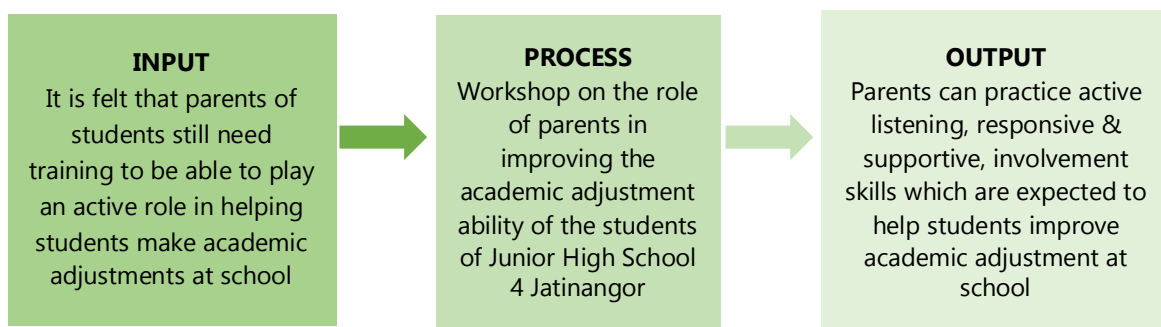 INPUT
It is felt that parents of
students still need
training to be able to play
an active role in helping
students make academic
adjustments at school
PROCESS
Workshop on the role
of parents in
improving the
academic adjustment
ability of the students
of Junior High School
4 Jatinangor
OUTPUT
Parents can practice active
listening, responsive &
supportive, involvement
skills which are expected to
help students improve
academic adjustment at
school